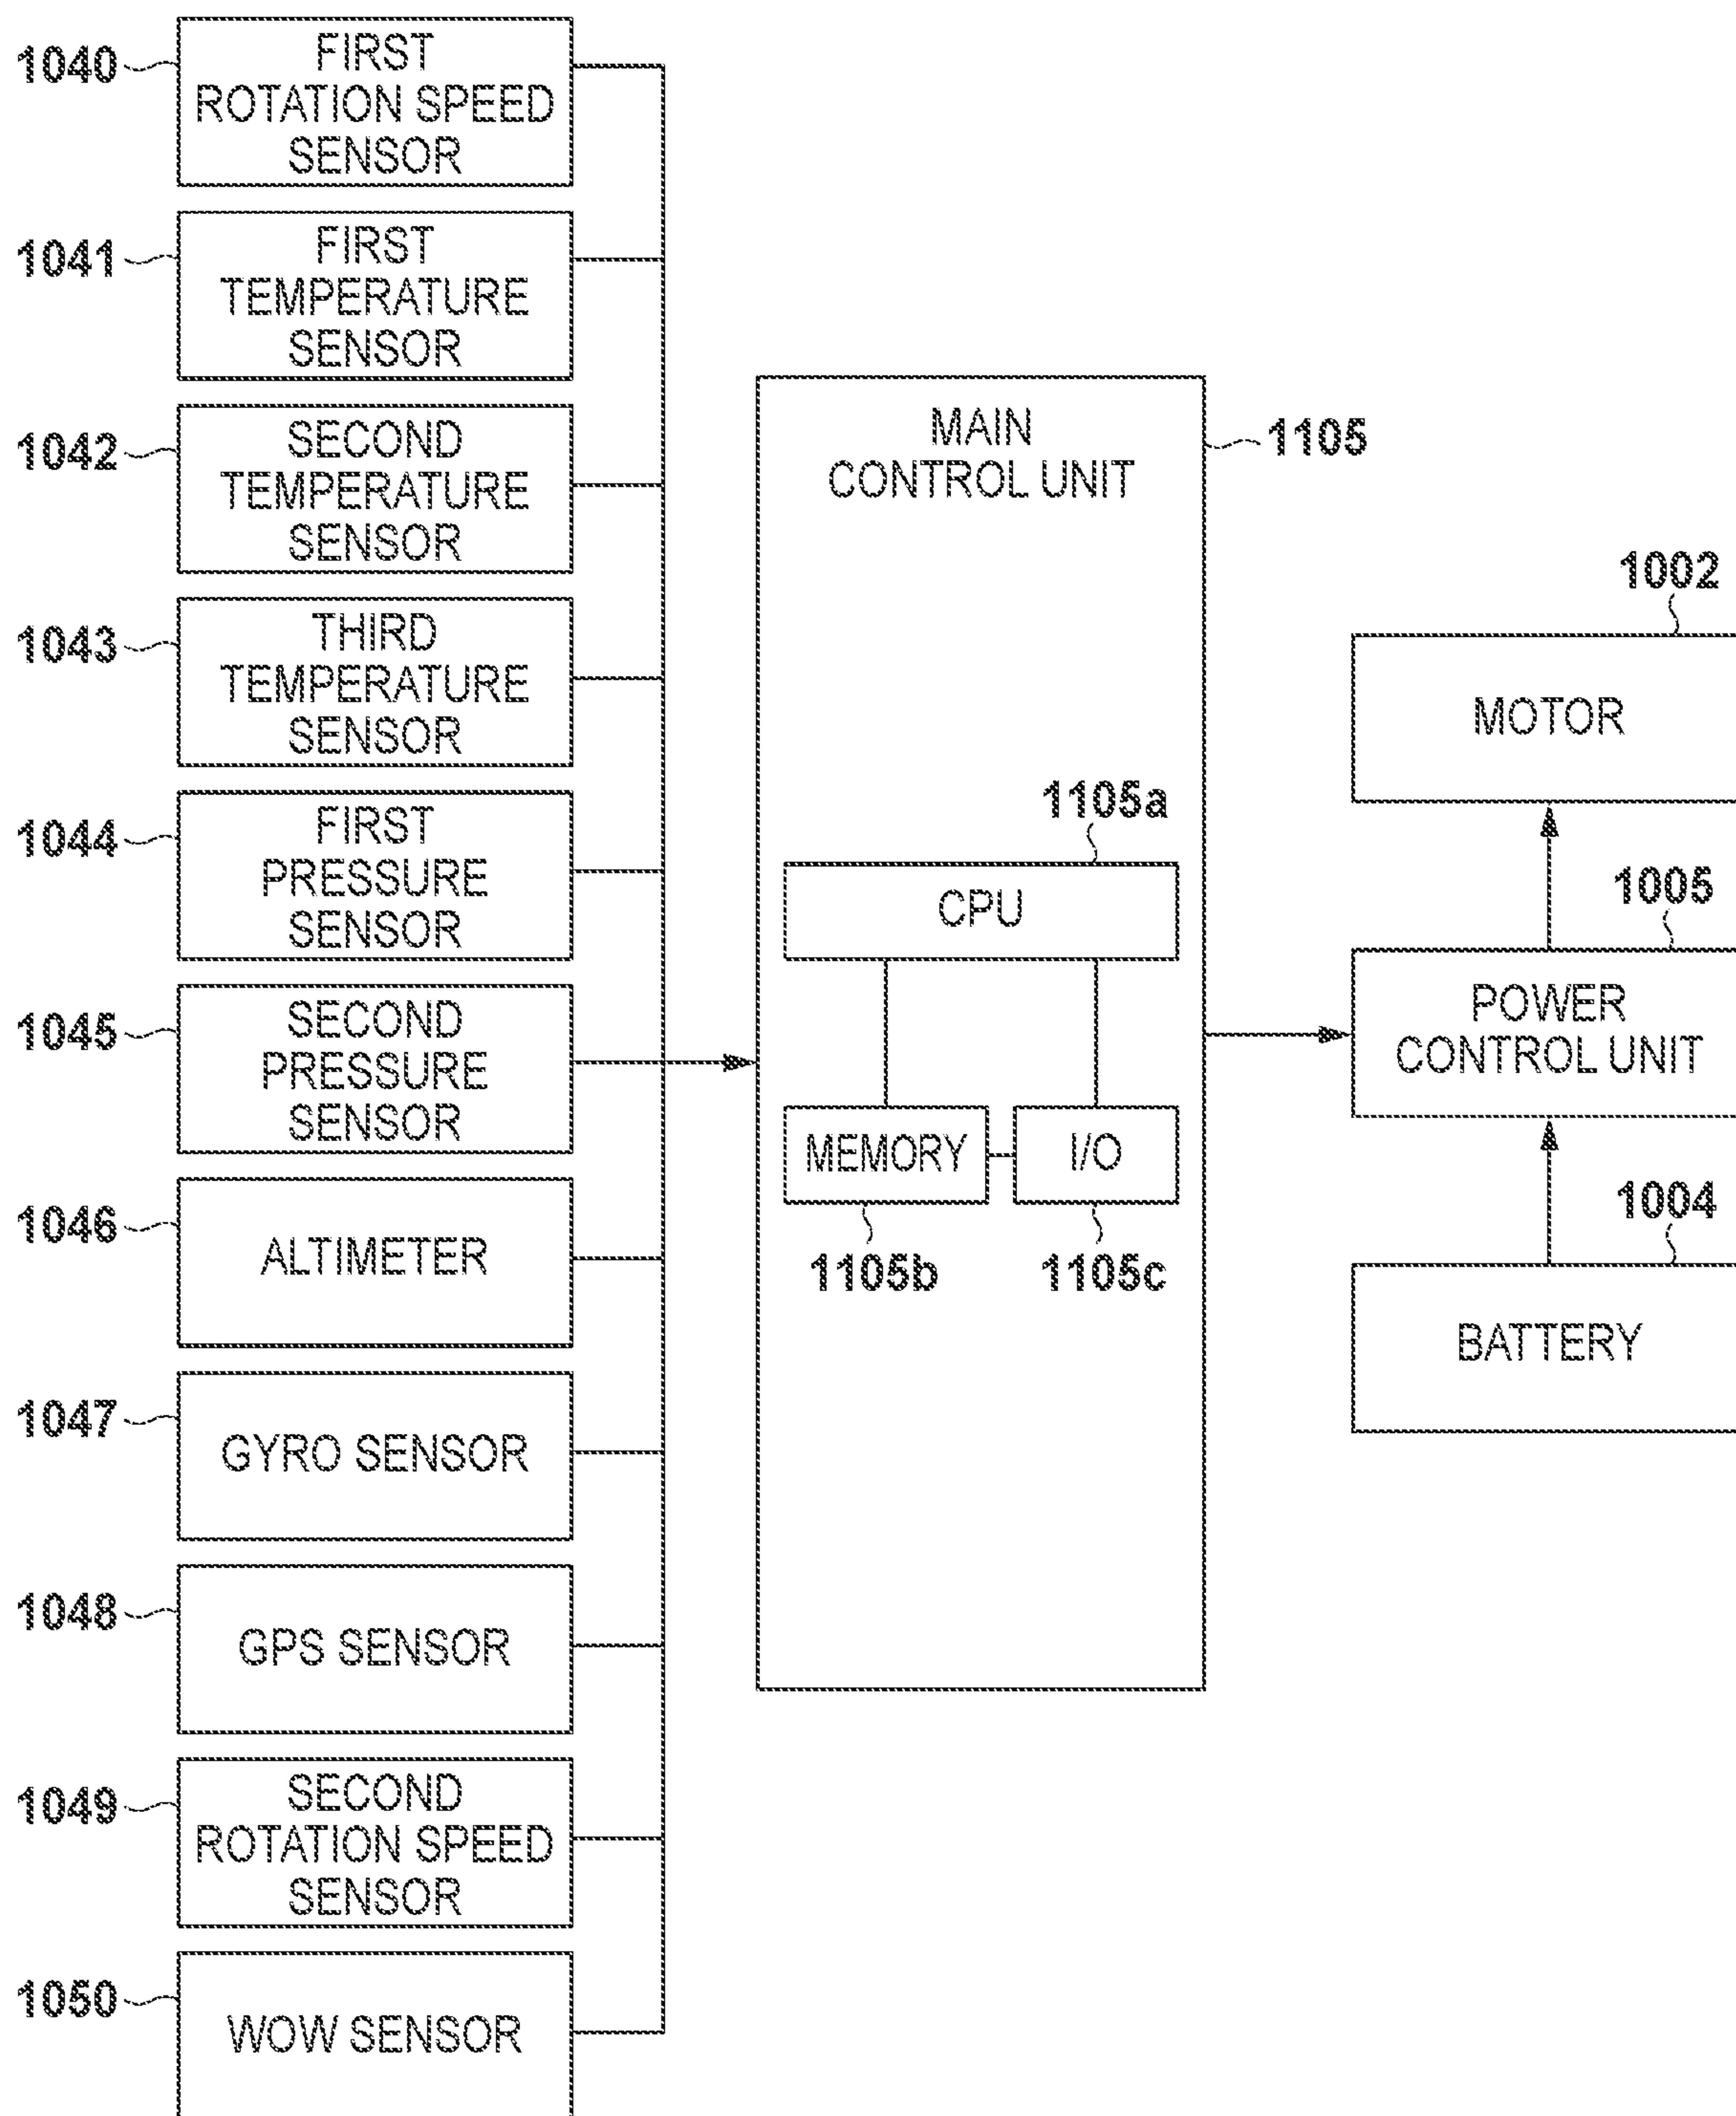 1040
FIRST
ROTATION SPEED
SENSOR
1041
FIRST
TEMPERATURE
SENSOR
1042
SECOND
TEMPERATURE
SENSOR
1043
THIRD
TEMPERATURE
SENSOR
1044
FIRST
PRESSURE
SENSOR
1045
SECOND
PRESSURE
SENSOR
1046
ALTIMETER
1047
GYRO SENSOR
1048
GPS SENSOR
1049
SECOND
ROTATION SPEED
SENSOR
1050
WOW SENSOR
MAIN
CONTROL UNIT
1105
1105a
CPU
MEMORY
I/O
1105b
1105c
1002
MOTOR
1005
POWER
CONTROL UNIT
1004
BATTERY